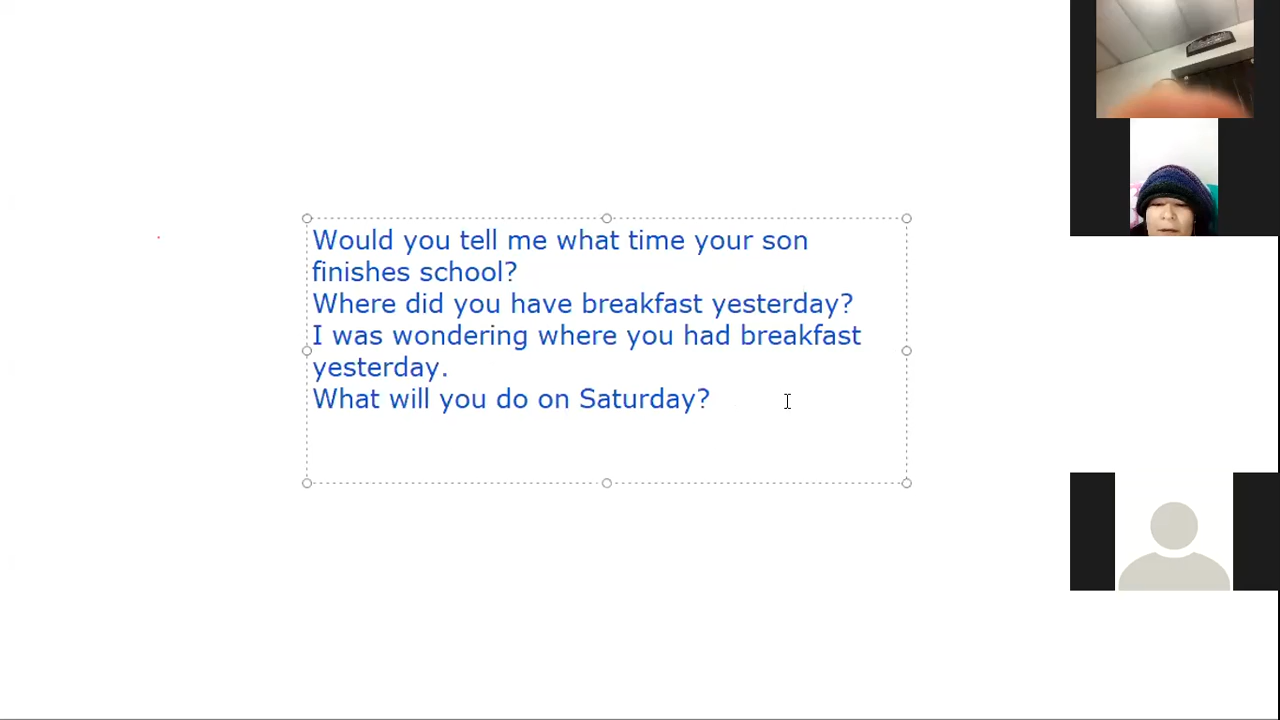 Would you tell me what time your son
finishes school?
Where did you have breakfast yesterday?
I was wondering where you had breakfast
yesterday.
What will you do on Saturday?